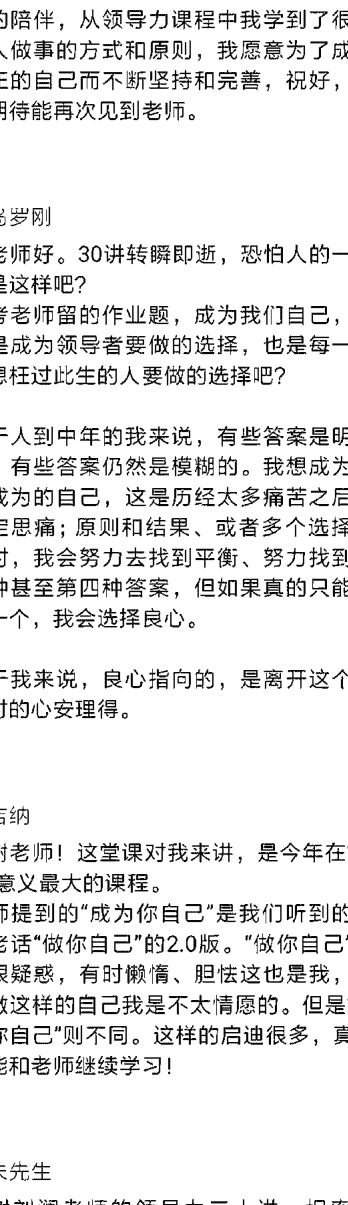 的陪伴，从领导力课程中我学到了很
人做事的方式和原则，我愿意为了成
正的自己而不断坚持和完善，祝好，
期待能再次见到老师。
岗罗刚
老师好。30讲转瞬即逝，恐怕人的一
是这样吧？
考老师留的作业题，成为我们自己，
是成为领导者要做的选择，也是每一
想枉过此生的人要做的选择吧？
于人到中年的我来说，有些答案是明
，有些答案仍然是模糊的。我想成为
成为的自己，这是历经太多痛苦之后
定思痛；原则和结果、或者多个选择
时，我会努力去找到平衡、努力找到
种甚至第四种答案，但如果真的只能
一个，我会选择良心。
于我来说，良心指向的，是离开这个
时的心安理得。
吉纳
谢老师！这堂课对我来讲，是今年在
意义最大的课程。
师提到的“成为你自己”是我们听到的
老话“做你自己”的2.0版。“做你自己”
很疑惑，有时懒惰、胆怯这也是我，
做这样的自己我是不太情愿的。但是
你自己”则不同。这样的启迪很多，真
能和老师继续学习！
朱先生